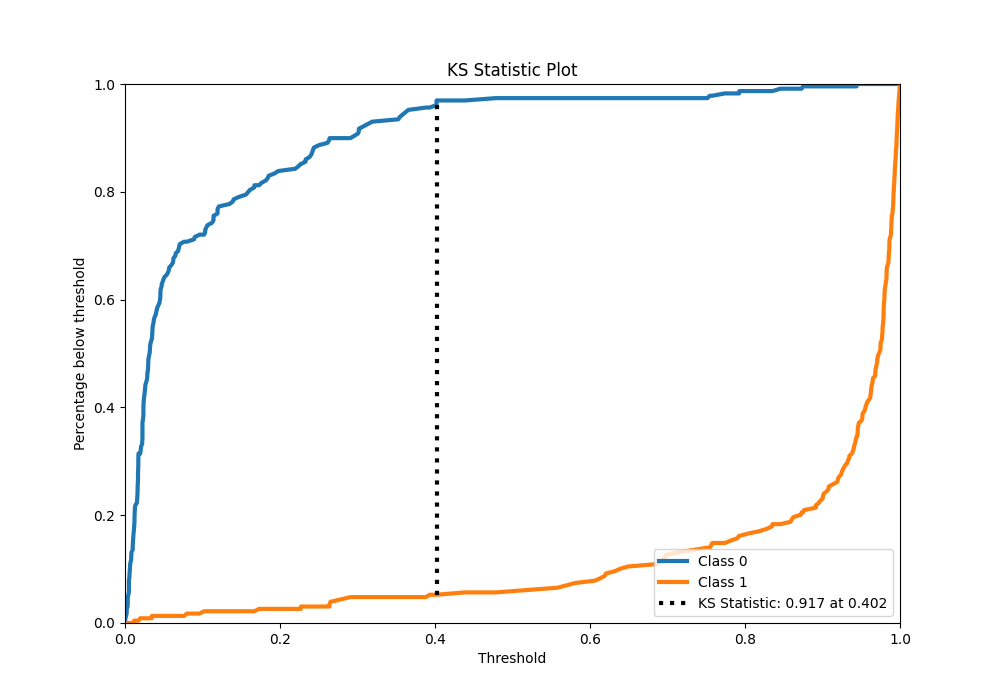 KS Statistic Plot
1.0
0.8
0.6
0.4
0.2
0.0
Percentage below threshold
0.0 0.2 0.4 0.6 0.8 1.0
Threshold
Class 0
Class 1
KS Statistic: 0.917 at 0.402